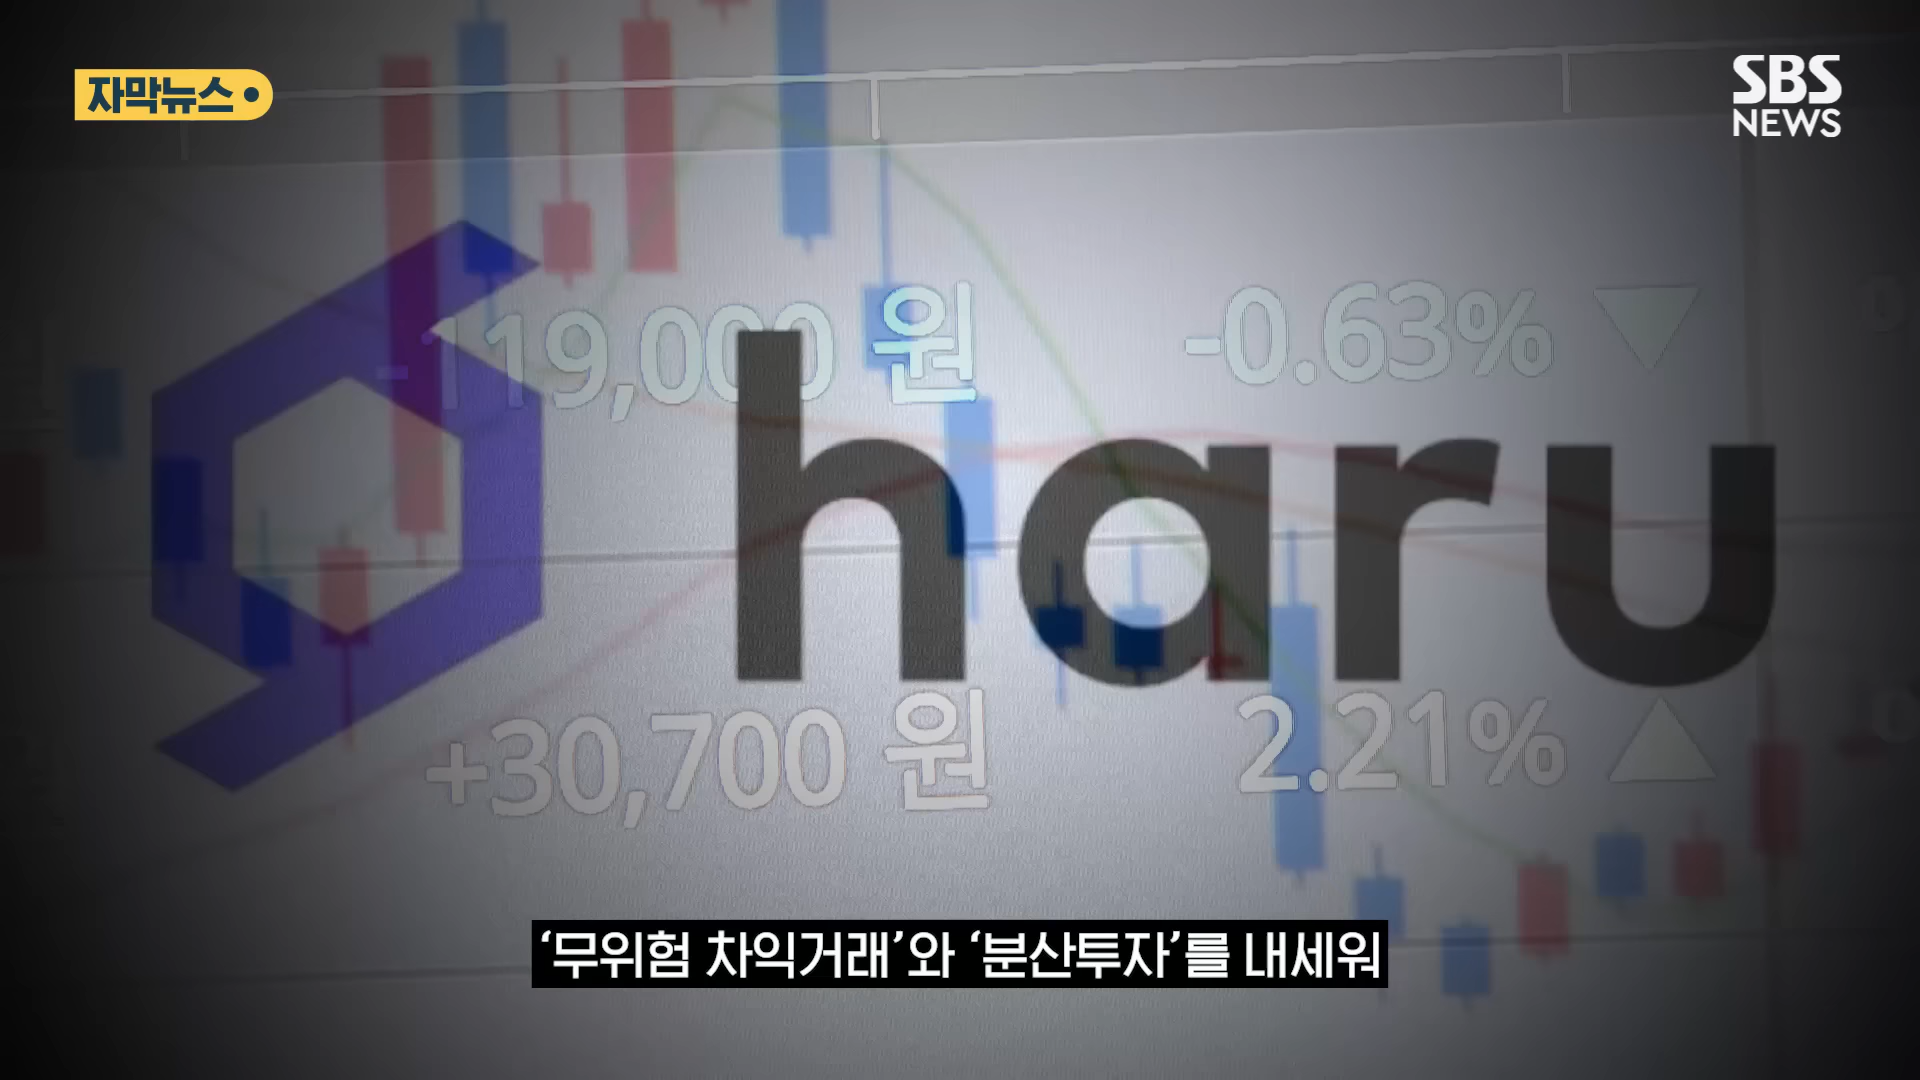 자막뉴스
SBS
NEWS
-119,000 원 -0.63% ▼
haru
+30,700 원 2.21% ▲
‘무위험 차익거래’와 ‘분산투자’를 내세워